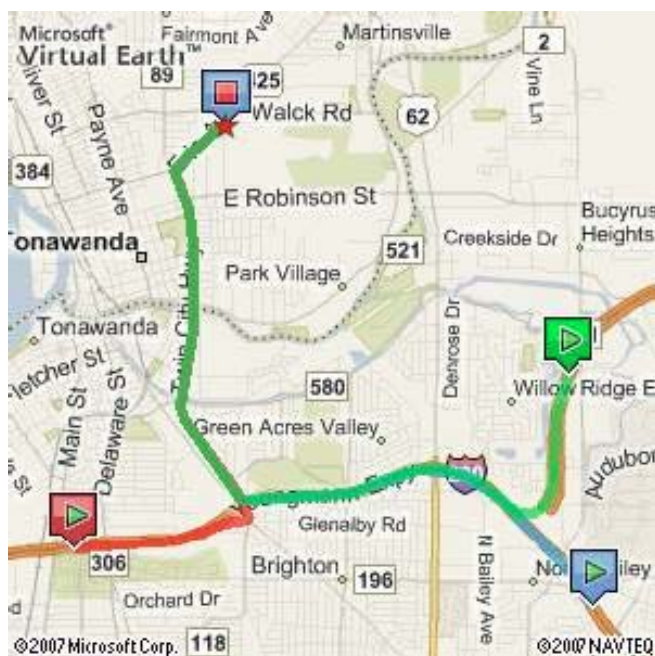 Microsoft®
Virtual Earth™
Fairmont Ave
Martinsville
2
Vine Ln
89
425
62
Walck Rd
Payne Ave
384
E Robinson St
Bucyrus
Heights
Creekside Dr
521
Tonawanda
Park Village
Tonawanda
Denrose Dr
Fletcher St
580
Willow Ridge E
Main St
Delaware St
Green Acres Valley
Audubon
Glenalby Rd
306
N Bailey Ave
Brighton
196
Orchard Dr
118
©2007 Microsoft Corp.
©2007 NAVTEQ